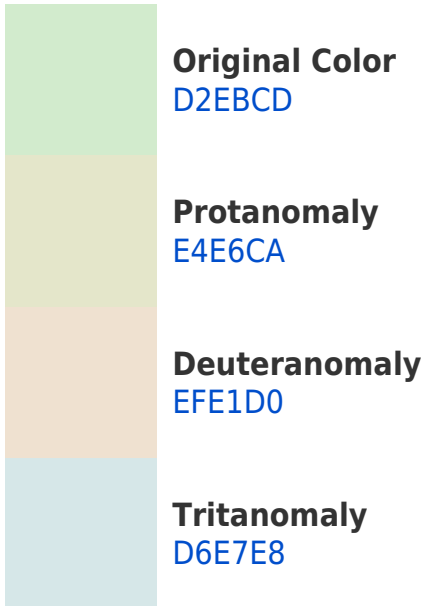 Original Color
D2EBCD
Protanomaly
E4E6CA
Deuteranomaly
EFE1D0
Tritanomaly
D6E7E8